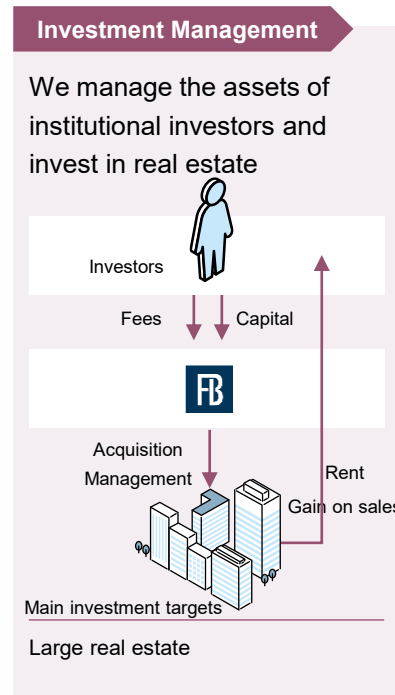 Investment Management
We manage the assets of
institutional investors and
invest in real estate
Investors
Fees
Capital
FB
Acquisition
Management
Rent
Gain on sales
Main investment targets
Large real estate